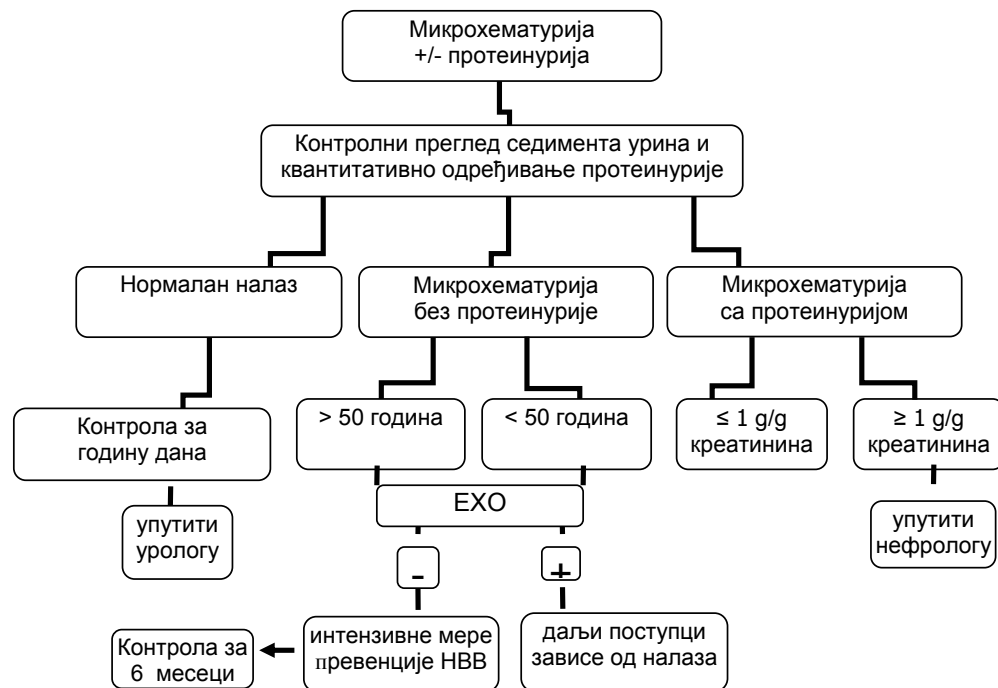 Микрохематурија
+/- протеинурија
Контролни преглед седимента урина и
квантитативно одређивање протеинурије
Нормалан налаз
Микрохематурија
без протеинурије
Микрохематурија
са протеинуријом
Контрола за
годину дана
> 50 година
< 50 година
≤ 1 g/g
креатинина
≥ 1 g/g
креатинина
ЕХО
упутити
урологу
упутити
нефрологу
-
+
Контрола за
6 месеци
интензивне мере
превенције НВВ
даљи поступци
зависе од налаза